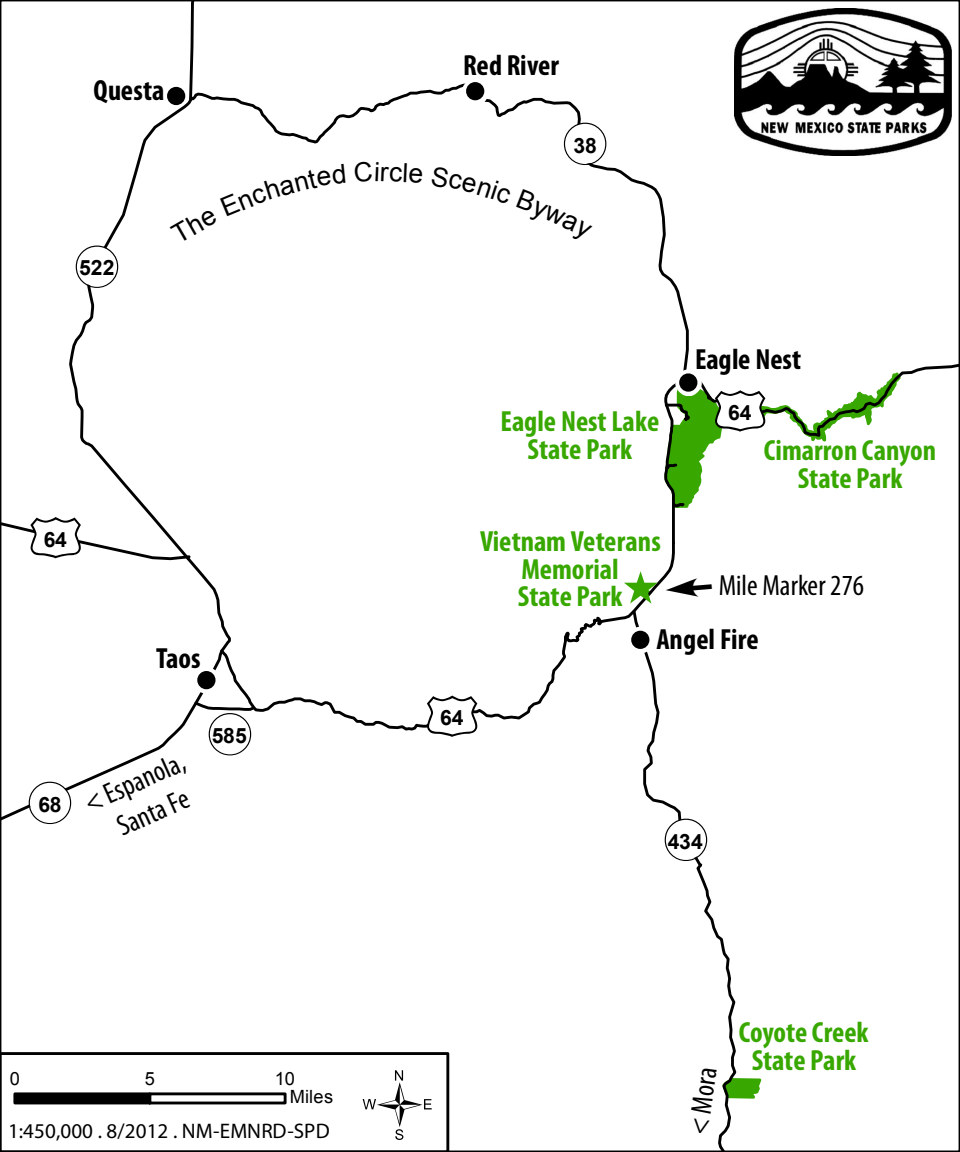 NEW MEXICO STATE PARKS
Red River
Questa
38
The Enchanted Circle Scenic Byway
522
Eagle Nest
64
Eagle Nest Lake
State Park
Cimarron Canyon
State Park
64
Vietnam Veterans
Memorial
State Park
Mile Marker 276
Angel Fire
Taos
64
585
68
< Espanola,
Santa Fe
434
Coyote Creek
State Park
< Mora
0 5 10
Miles
N
W E
S
1:450,000 . 8/2012 . NM-EMNRD-SPD